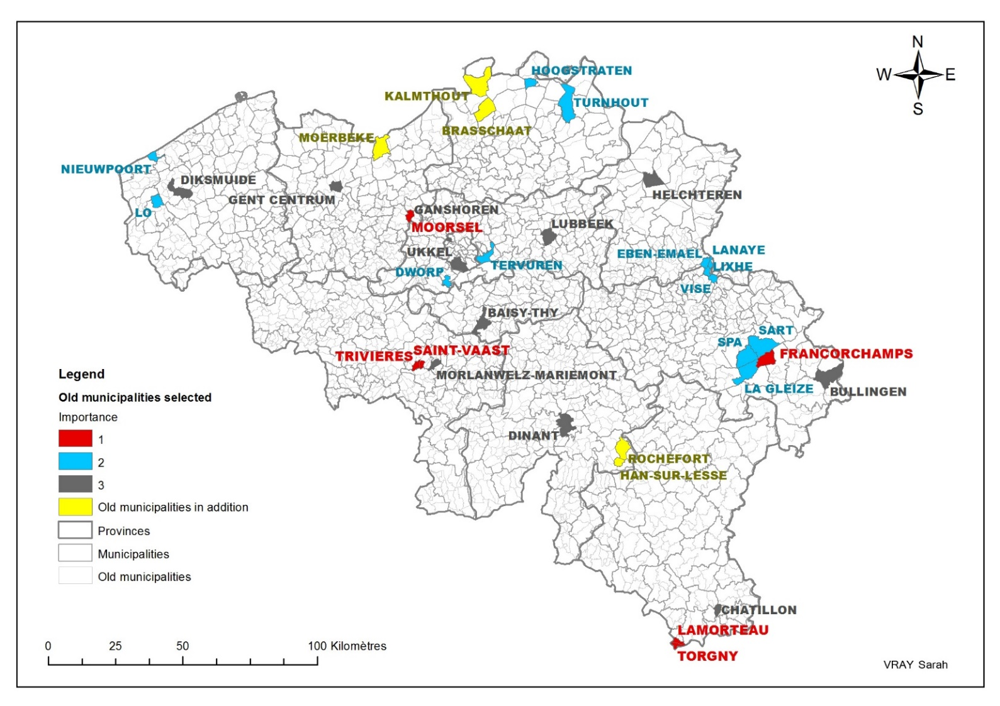 N
W E
S
HOOGSTRATEN
KALMTHOUT
TURNHOUT
BRASSCHAAT
MOERBEKE
NIEUWPOORT
DIKSMUIDE
GENT CENTRUM
HELCHTEREN
LO
GANSHOREN
MOORSEL
LUBBEEK
UKKEL
TERVUREN
DWORP
EBEN-EMAEL
LANAYE
LIXHE
VISE
BAISY-THY
SART
SPA
FRANCORCHAMPS
TRIVIERES
SAINT-VAAST
MORLANWELZ-MARIEMONT
LA GLEIZE
BULLINGEN
DINANT
ROCHEFORT
HAN-SUR-LESSE
CHATILLON
LAMORTEAU
TORGNY
Legend
Old municipalities selected
Importance
1
2
3
Old municipalities in addition
Provinces
Municipalities
Old municipalities
0 25 50 100 Kilomètres
VRAY Sarah